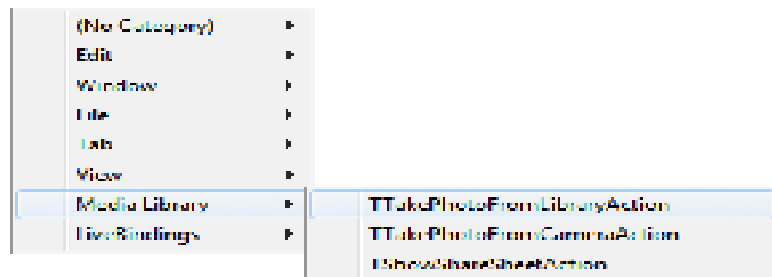 (No Category)
Edit
Window
File
Tab
View
Media Library
LiveBindings
TTakePhotoFromLibraryAction
TTakePhotoFromCameraAction
TShowShareSheetAction